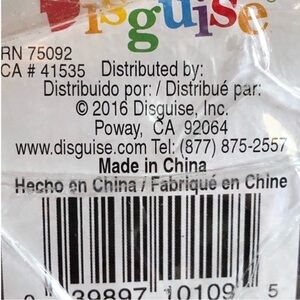 Disguise
RN 75092
CA # 41535 Distributed by:
Distribuido por: / Distribué par:
© 2016 Disguise, Inc.
Poway, CA 92064
www.disguise.com Tel: (877) 875-2557
Made in China
Hecho en China / Fabriqué en Chine
0 39897 10109 5